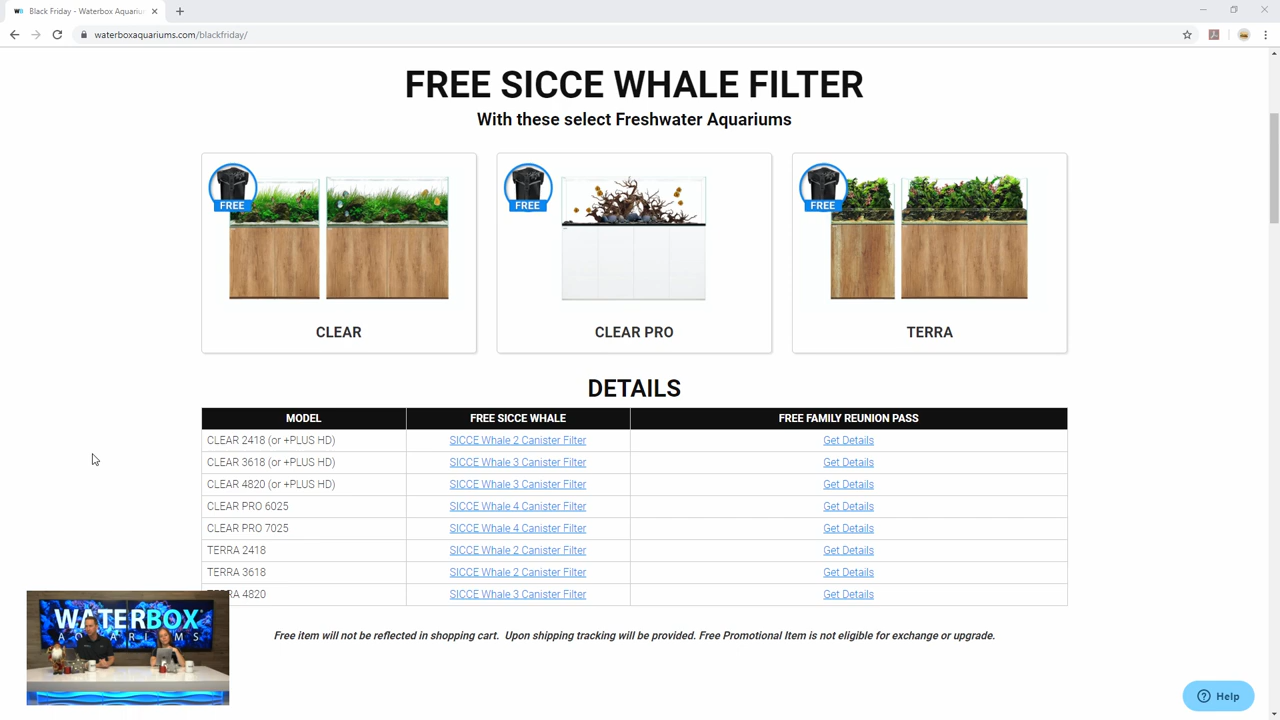 Black Friday - Waterbox Aquariu
waterboxaquariums.com/blackfriday/
FREE SICCE WHALE FILTER
With these select Freshwater Aquariums
FREE
FREE
FREE
CLEAR
CLEAR PRO
TERRA
DETAILS
MODEL FREE SICCE WHALE FREE FAMILY REUNION PASS
CLEAR 2418 (or +PLUS HD) SICCE Whale 2 Canister Filter Get Details
CLEAR 3618 (or +PLUS HD) SICCE Whale 3 Canister Filter Get Details
CLEAR 4820 (or +PLUS HD) SICCE Whale 3 Canister Filter Get Details
CLEAR PRO 6025 SICCE Whale 4 Canister Filter Get Details
CLEAR PRO 7025 SICCE Whale 4 Canister Filter Get Details
TERRA 2418 SICCE Whale 2 Canister Filter Get Details
TERRA 3618 SICCE Whale 2 Canister Filter Get Details
4820 SICCE Whale 3 Canister Filter Get Details
Free item will not be reflected in shopping cart. Upon shipping tracking will be provided. Free Promotional Item is not eligible for exchange or upgrade.
WATERBOX
Help